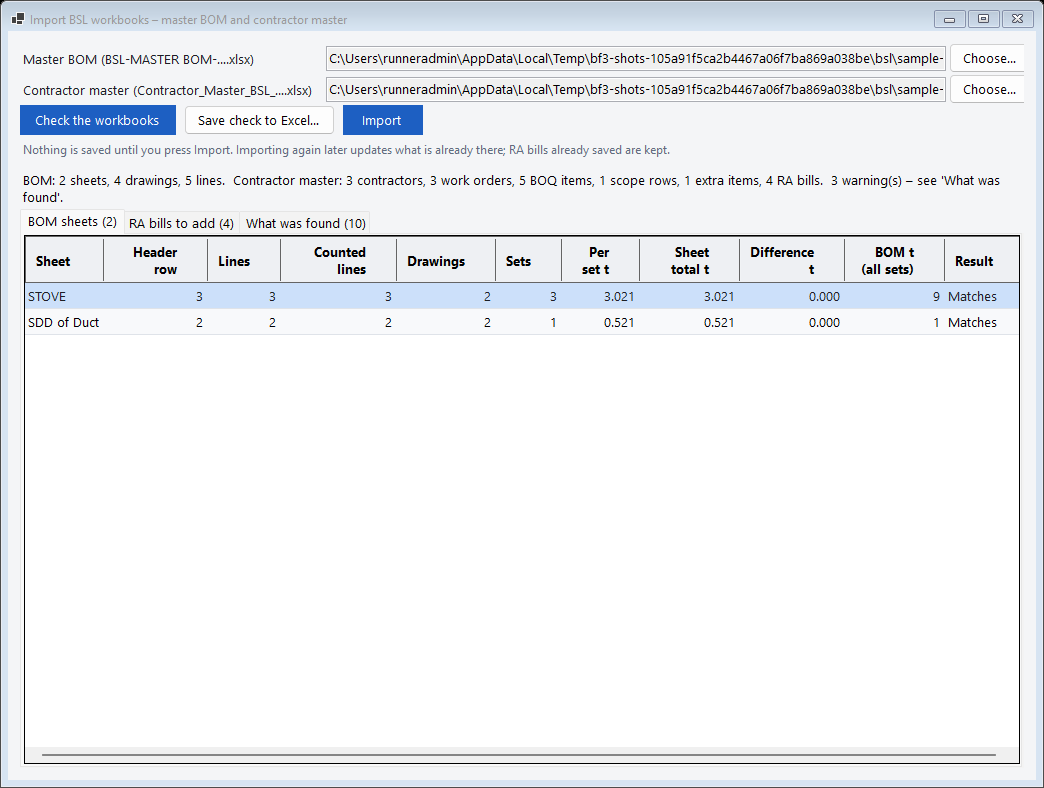 Import BSL workbooks – master BOM and contractor master
Master BOM (BSL-MASTER BOM-....xlsx)
C:\Users\runneradmin\AppData\Local\Temp\bf3-shots-105a91f5ca2b4467a06f7ba869a038be\bsl\sample-
Choose...
Contractor master (Contractor_Master_BSL_....xlsx)
C:\Users\runneradmin\AppData\Local\Temp\bf3-shots-105a91f5ca2b4467a06f7ba869a038be\bsl\sample-
Choose...
Check the workbooks Save check to Excel... Import
Nothing is saved until you press Import. Importing again later updates what is already there; RA bills already saved are kept.
BOM: 2 sheets, 4 drawings, 5 lines. Contractor master: 3 contractors, 3 work orders, 5 BOQ items, 1 scope rows, 1 extra items, 4 RA bills. 3 warning(s) – see 'What was
found'.
BOM sheets (2) RA bills to add (4) What was found (10)
Sheet Header row Lines Counted lines Drawings Sets Per set t Sheet total t Difference t BOM t (all sets) Result
STOVE 3 3 3 2 3 3.021 3.021 0.000 9 Matches
SDD of Duct 2 2 2 2 1 0.521 0.521 0.000 1 Matches